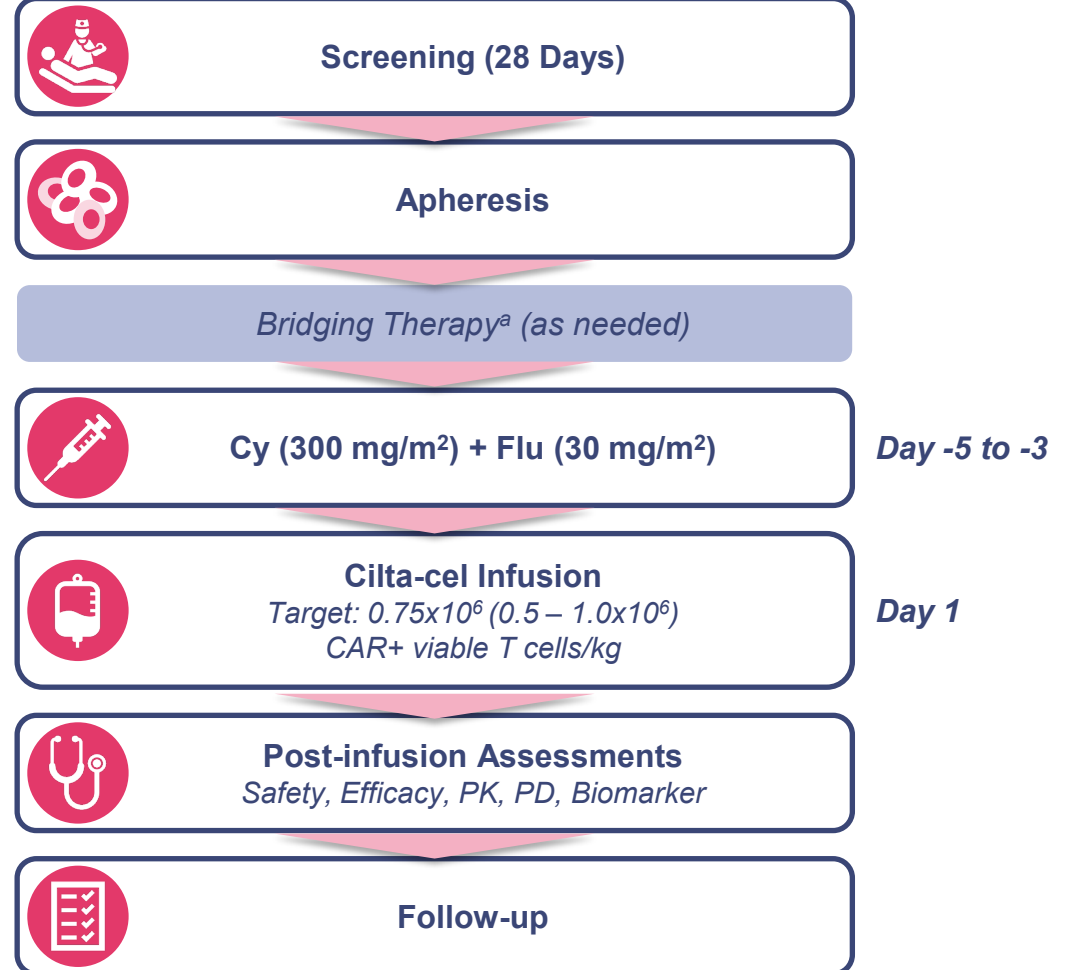 Screening (28 Days)
Apheresis
Bridging Therapyᵃ (as needed)
Cy (300 mg/m²) + Flu (30 mg/m²)
Day -5 to -3
Cilta-cel Infusion
Target: 0.75x10⁶ (0.5 – 1.0x10⁶)
CAR+ viable T cells/kg
Day 1
Post-infusion Assessments
Safety, Efficacy, PK, PD, Biomarker
Follow-up